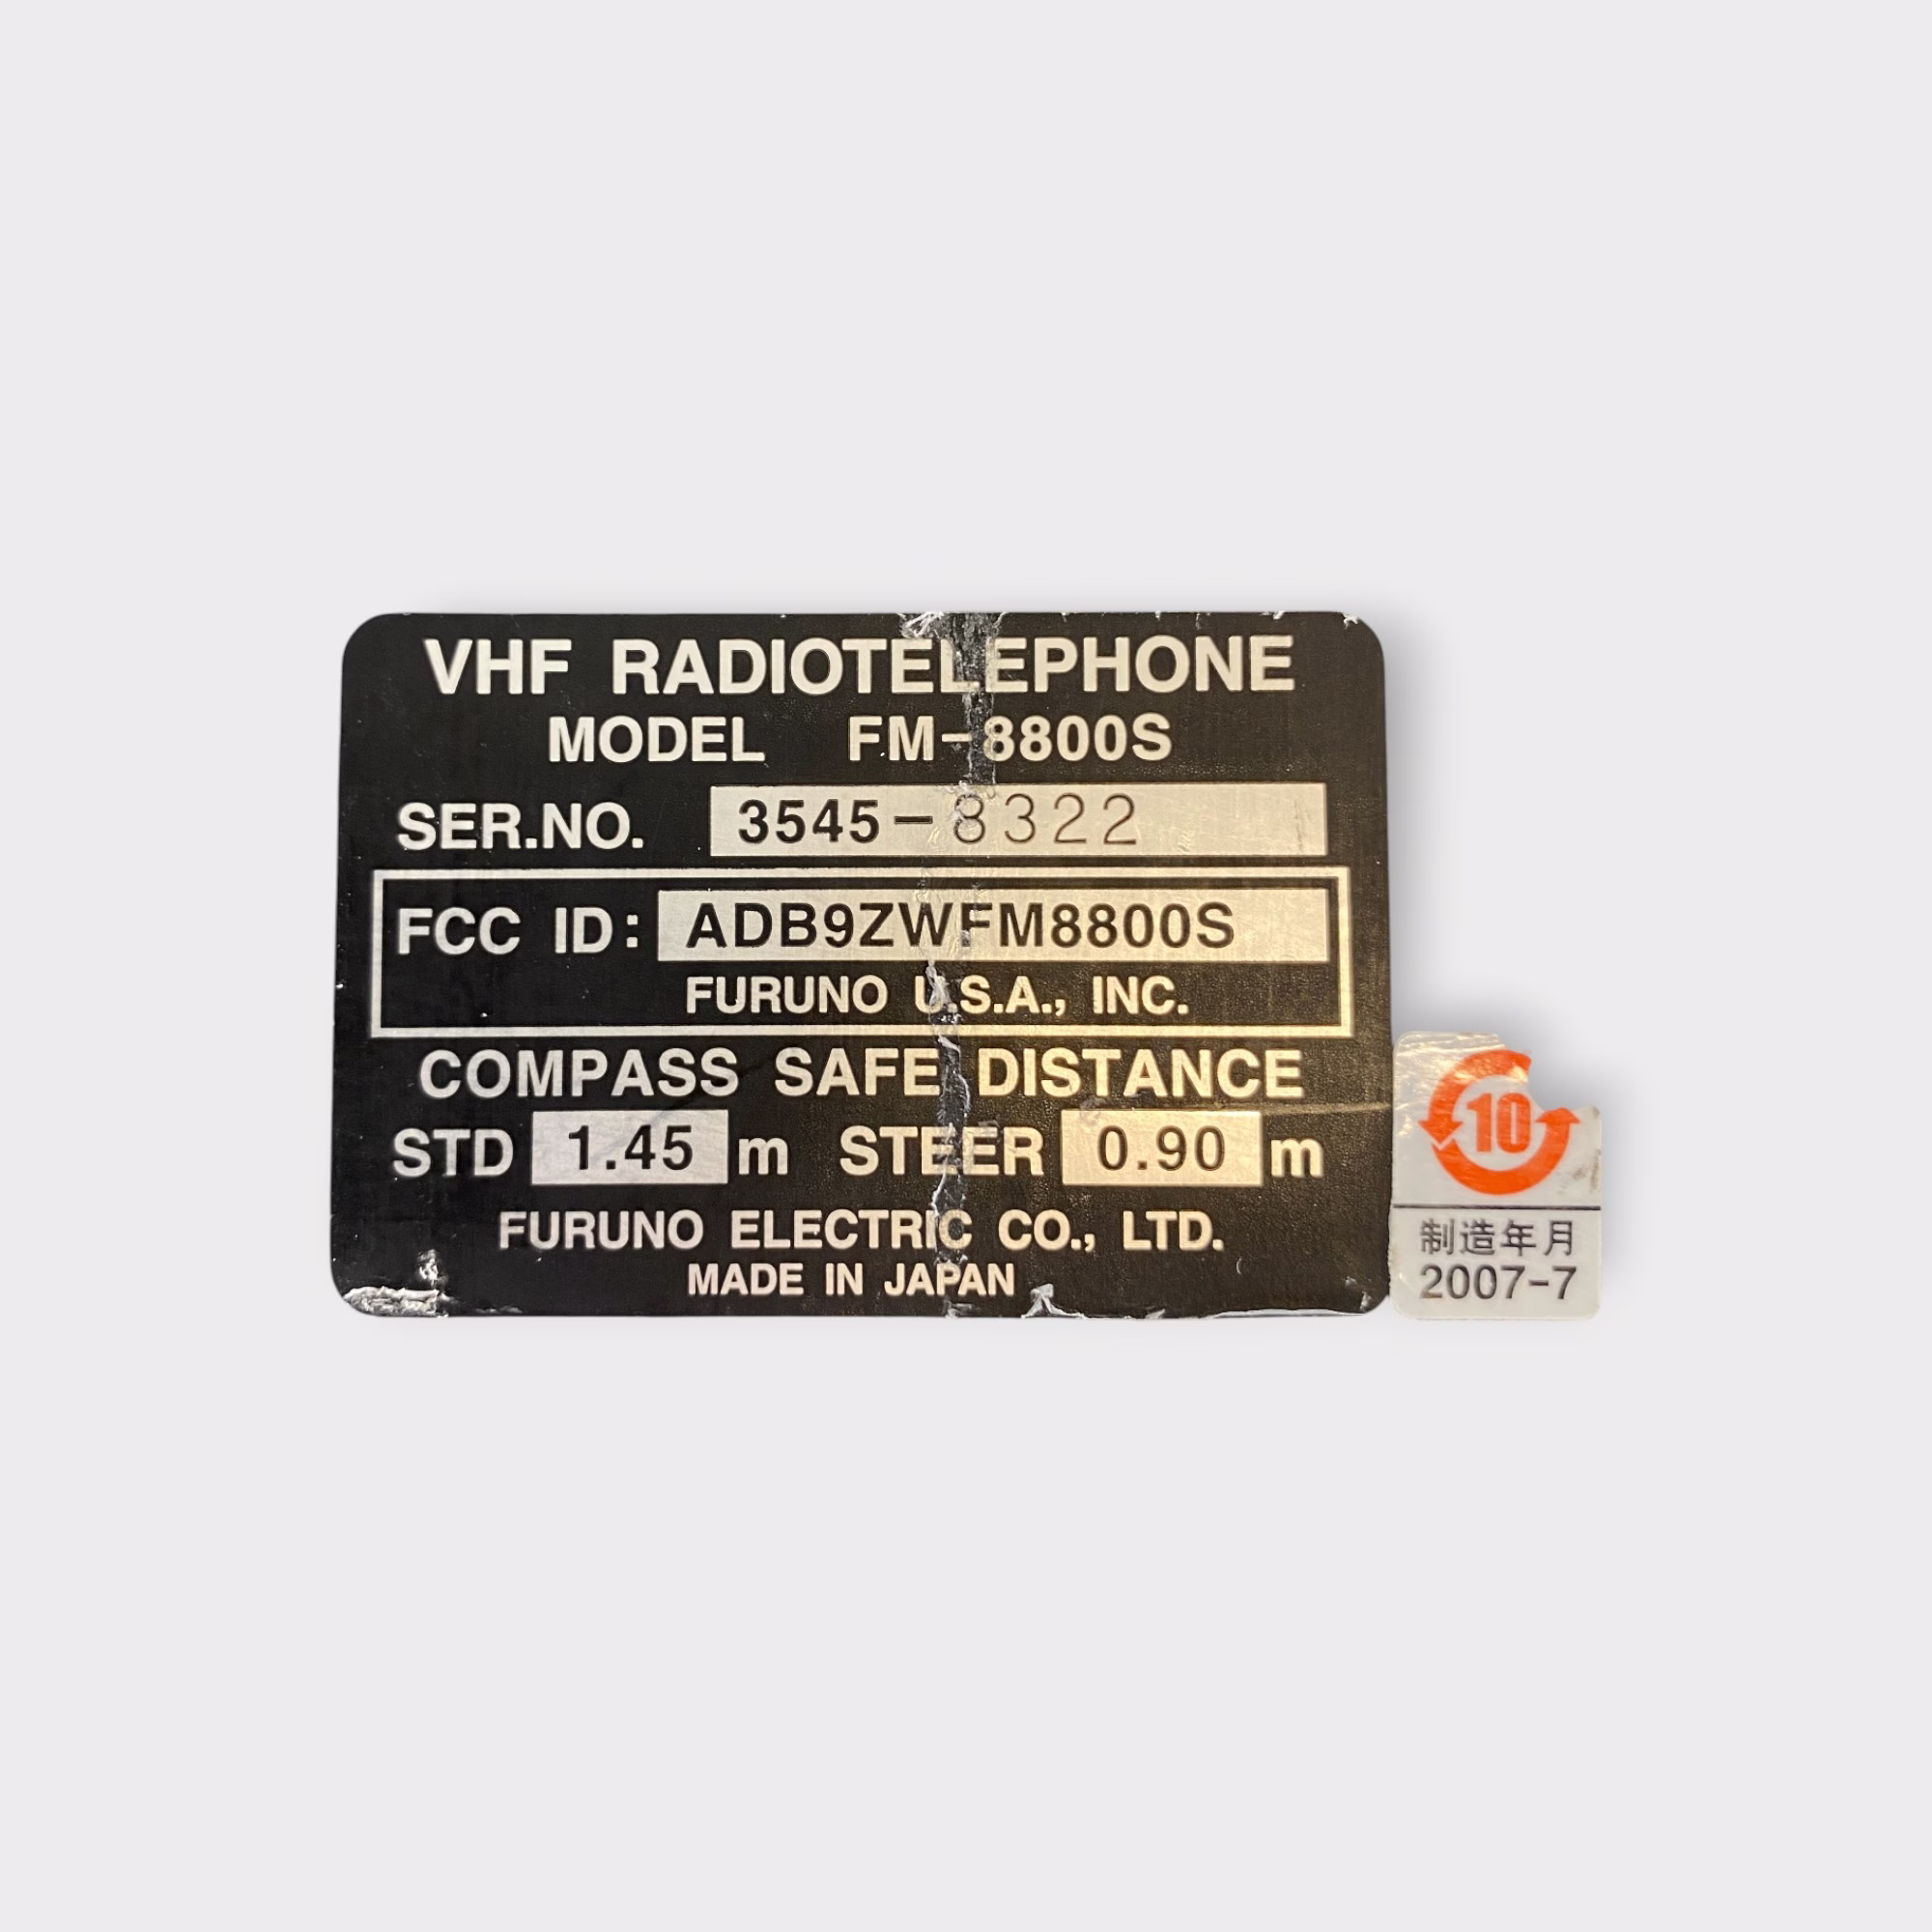 VHF RADIOTELEPHONE
MODEL FM-8800S
SER.NO. 3545-8322
FCC ID: ADB9ZWFM8800S
FURUNO U.S.A., INC.
COMPASS SAFE DISTANCE
STD 1.45 m STEER 0.90 m
FURUNO ELECTRIC CO., LTD.
MADE IN JAPAN
10
制造年月
2007-7